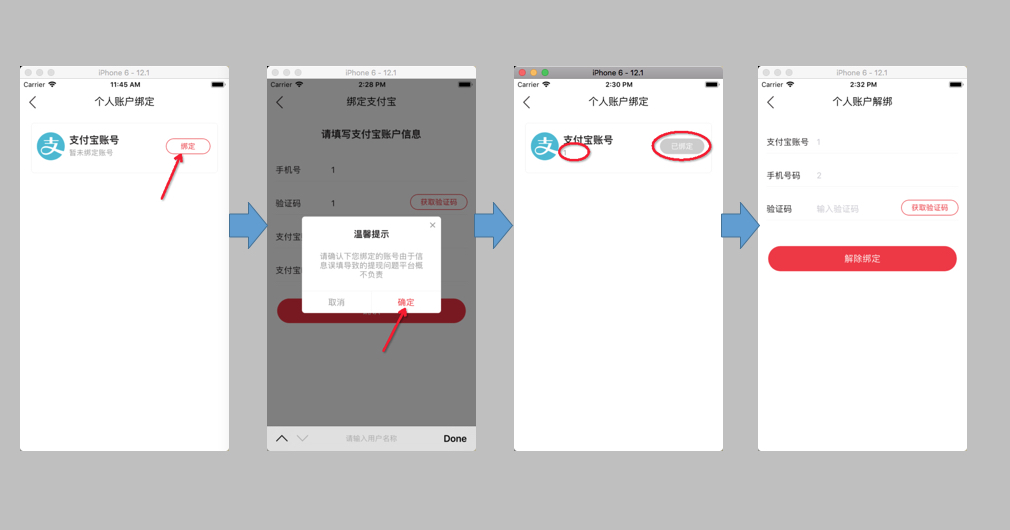 iPhone 6 - 12.1
Carrier
11:45 AM
个人账户绑定
支
支付宝账号
暂未绑定账号
绑定
iPhone 6 - 12.1
Carrier
2:28 PM
绑定支付宝
请填写支付宝账户信息
手机号 1
验证码 1 获取验证码
支付宝
支付宝
温馨提示
请确认下您绑定的账号由于信
息误填导致的提现问题平台概
不负责
取消 确定
请输入用户名称 Done
iPhone 6 - 12.1
Carrier
2:30 PM
个人账户绑定
支
支付宝账号
1
已绑定
iPhone 6 - 12.1
Carrier
2:32 PM
个人账户解绑
支付宝账号 1
手机号码 2
验证码 输入验证码 获取验证码
解除绑定